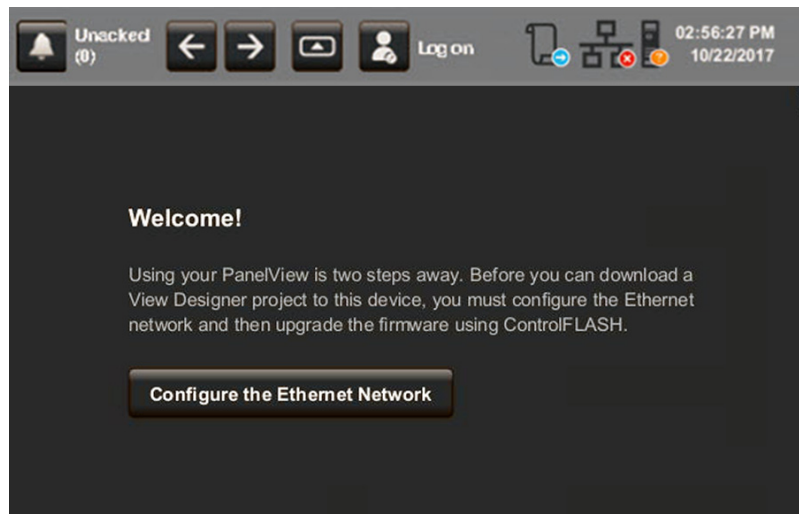 Unacked
(0)
Log on
02:56:27 PM
10/22/2017
Welcome!
Using your PanelView is two steps away. Before you can download a
View Designer project to this device, you must configure the Ethernet
network and then upgrade the firmware using ControlFLASH.
Configure the Ethernet Network